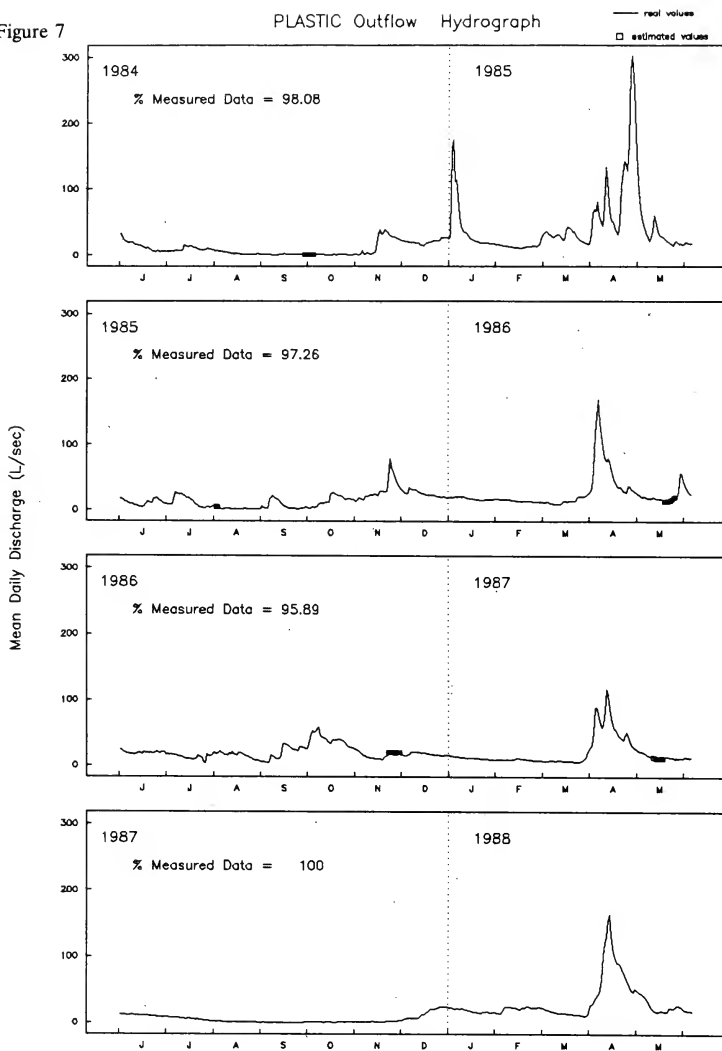 Figure 7
PLASTIC Outflow Hydrograph
real values
estimated values
Mean Daily Discharge (L/sec)
300
200
100
0
1984
1985
% Measured Data = 98.08
J J A S O N D J F M A M
300
200
100
0
1985
1986
% Measured Data = 97.26
J J A S O N D J F M A M
300
200
100
0
1986
1987
% Measured Data = 95.89
J J A S O N D J F M A M
300
200
100
0
1987
1988
% Measured Data = 100
J J A S O N D J F M A M